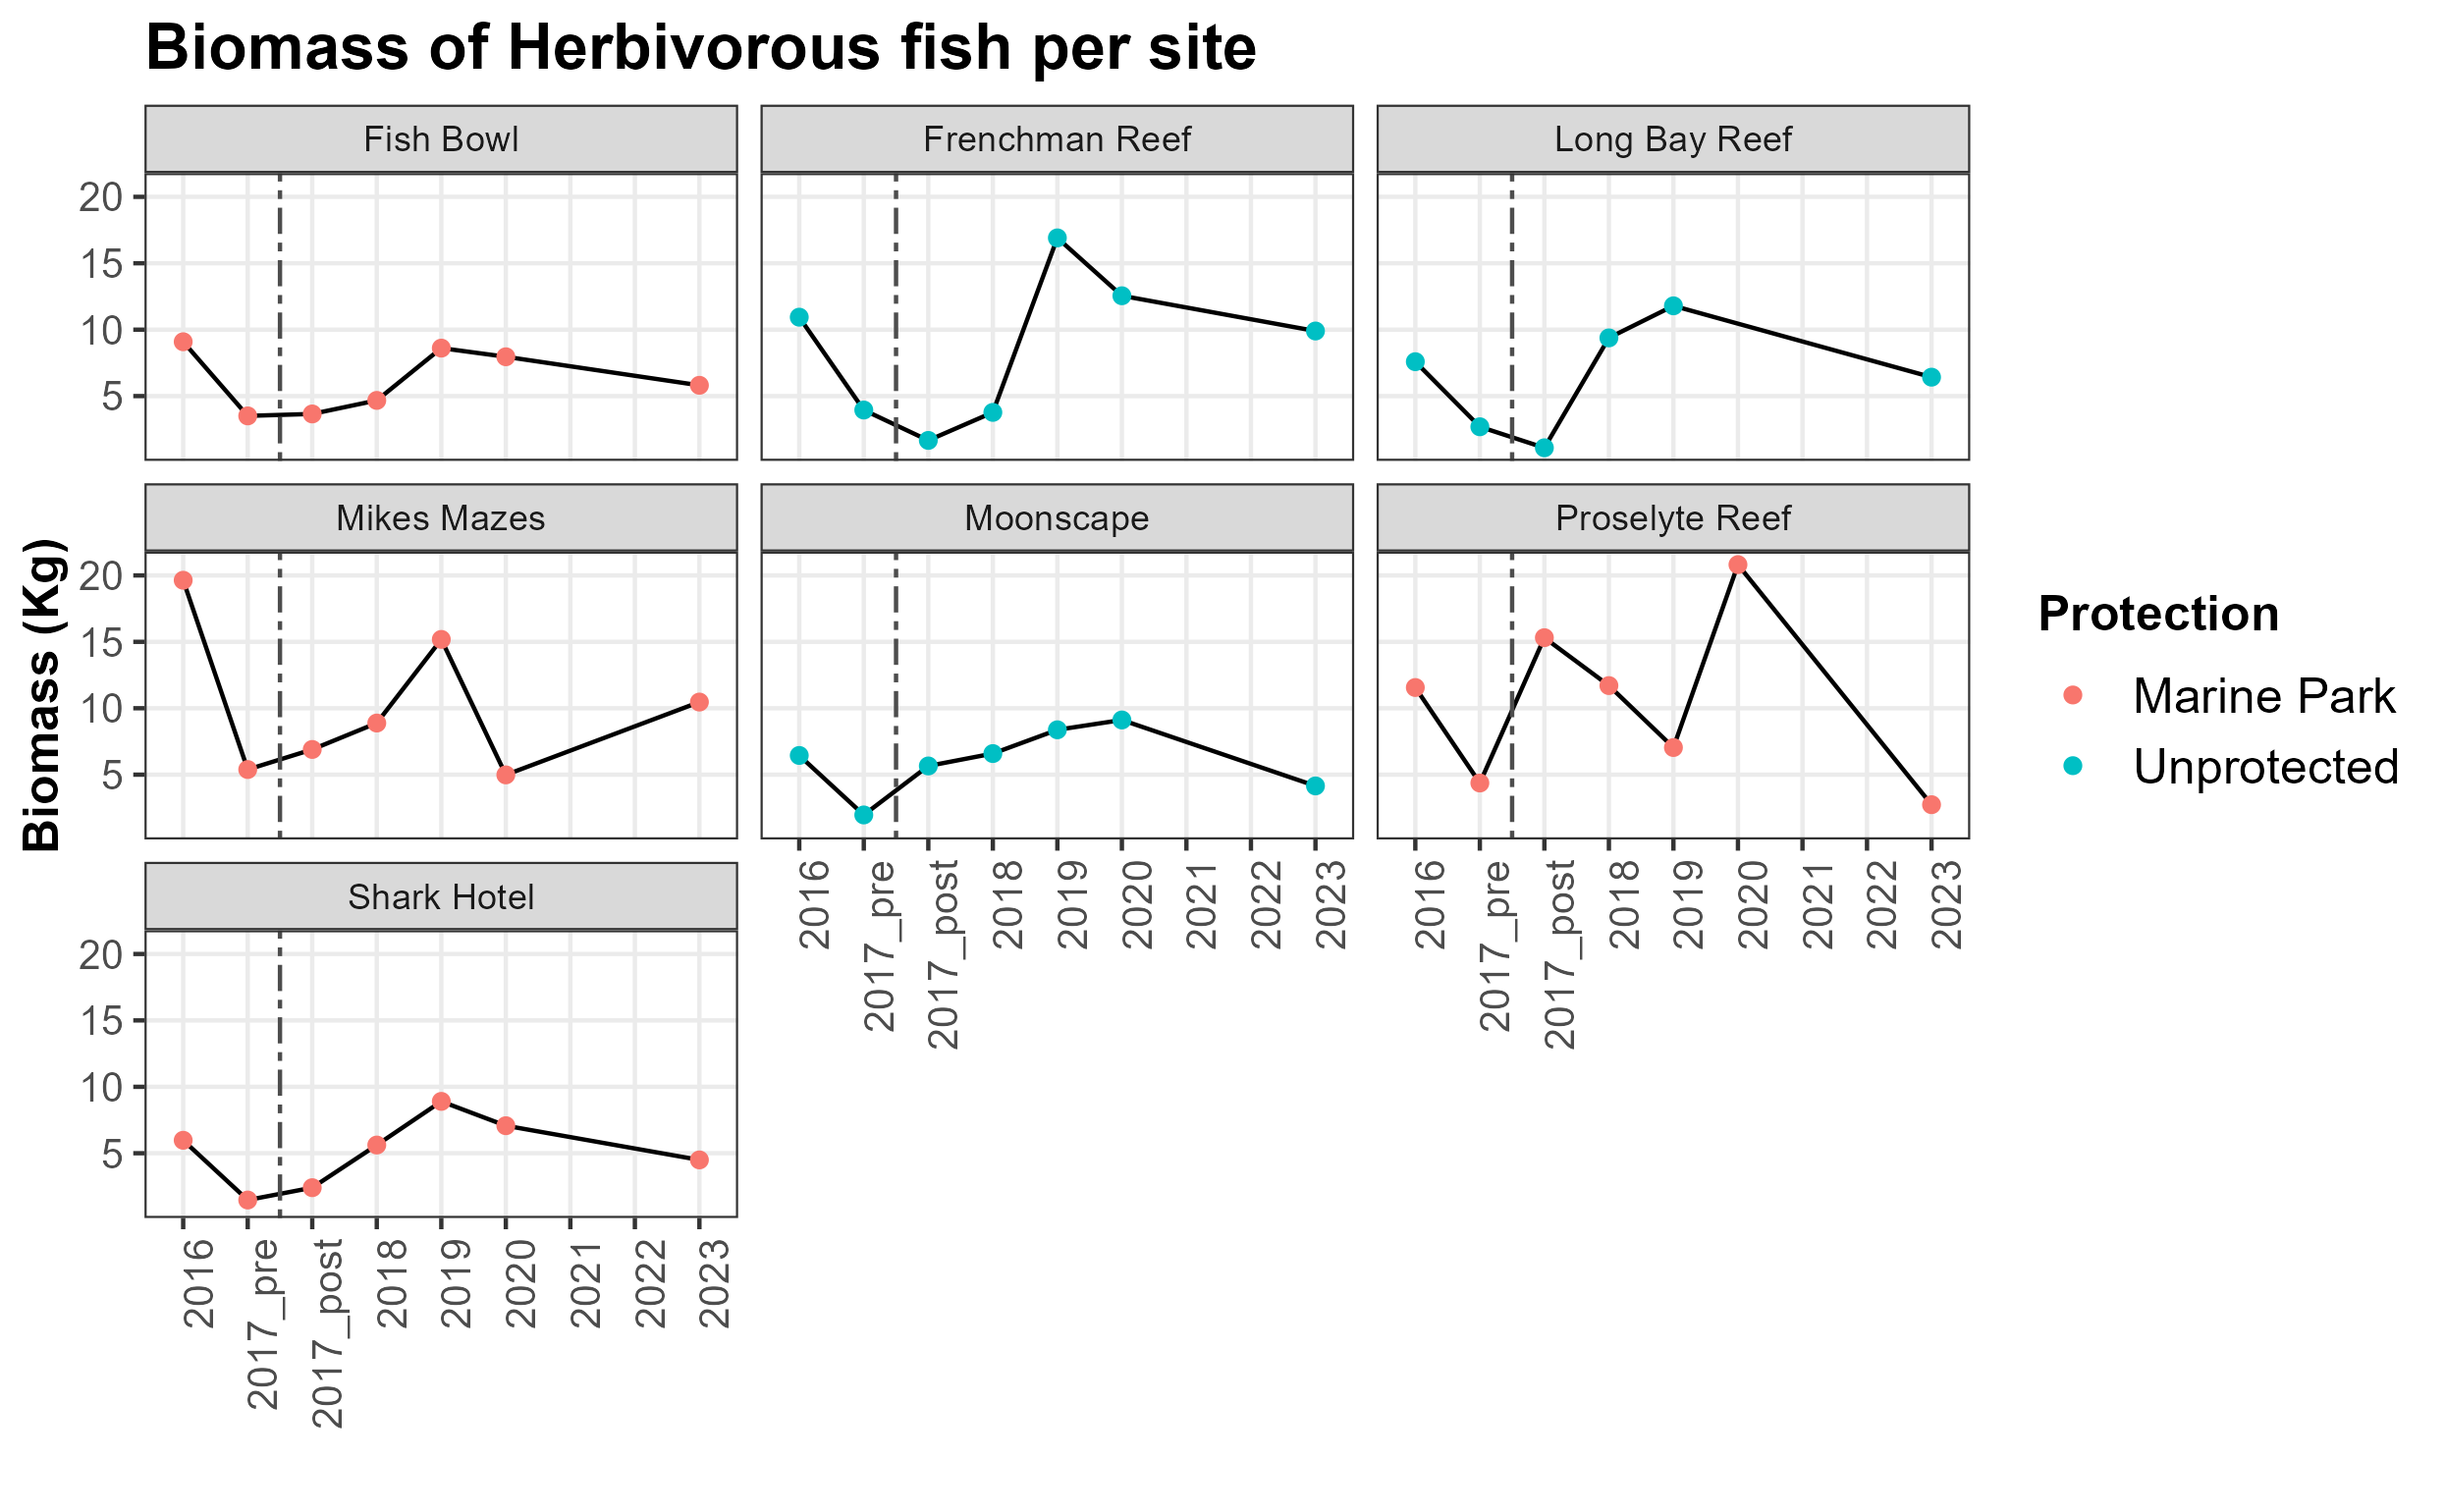 Biomass of Herbivorous fish per site
Fish Bowl
Frenchman Reef
Long Bay Reef
20
15
10
5
Mikes Mazes
Moonscape
Proselyte Reef
Biomass (Kg)
20
15
10
5
Protection
Marine Park
Unprotected
2016
2017_pre
2017_post
2018
2019
2020
2021
2022
2023
2016
2017_pre
2017_post
2018
2019
2020
2021
2022
2023
Shark Hotel
20
15
10
5
2016
2017_pre
2017_post
2018
2019
2020
2021
2022
2023